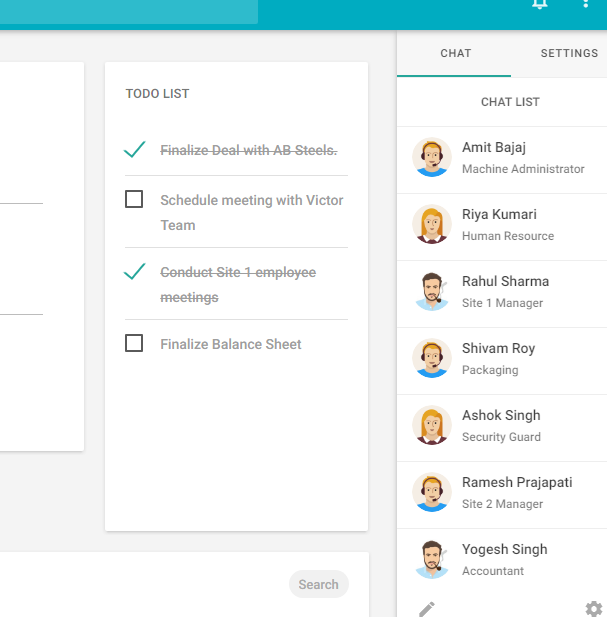 CHAT
SETTINGS
TODO LIST
Finalize Deal with AB Steels.
Schedule meeting with Victor
Team
Conduct Site 1 employee
meetings
Finalize Balance Sheet
Search
CHAT LIST
Amit Bajaj
Machine Administrator
Riya Kumari
Human Resource
Rahul Sharma
Site 1 Manager
Shivam Roy
Packaging
Ashok Singh
Security Guard
Ramesh Prajapati
Site 2 Manager
Yogesh Singh
Accountant